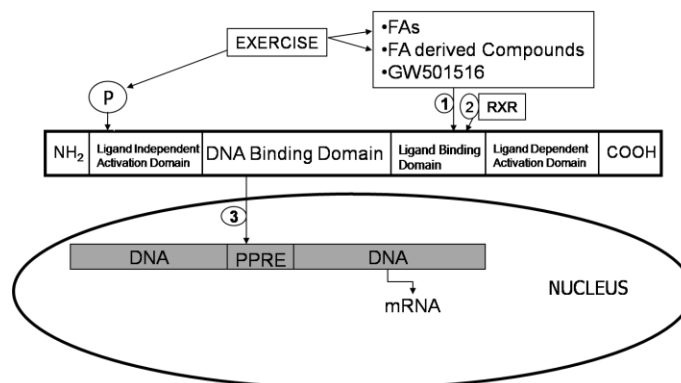 •FAs
EXERCISE
•FA derived Compounds
•GW501516
P
1
2
RXR
NH2
Ligand Independent
Activation Domain
DNA Binding Domain
Ligand Binding
Domain
Ligand Dependent
Activation Domain
COOH
3
DNA
PPRE
DNA
NUCLEUS
mRNA